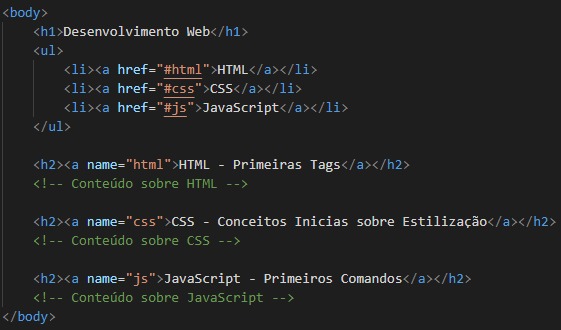 <body>
<h1>Desenvolvimento Web</h1>
<ul>
<li><a href="#html">HTML</a></li>
<li><a href="#css">CSS</a></li>
<li><a href="#js">JavaScript</a></li>
</ul>
<h2><a name="html">HTML - Primeiras Tags</a></h2>
<!-- Conteúdo sobre HTML -->
<h2><a name="css">CSS - Conceitos Inicias sobre Estilização</a></h2>
<!-- Conteúdo sobre CSS -->
<h2><a name="js">JavaScript - Primeiros Comandos</a></h2>
<!-- Conteúdo sobre JavaScript -->
</body>